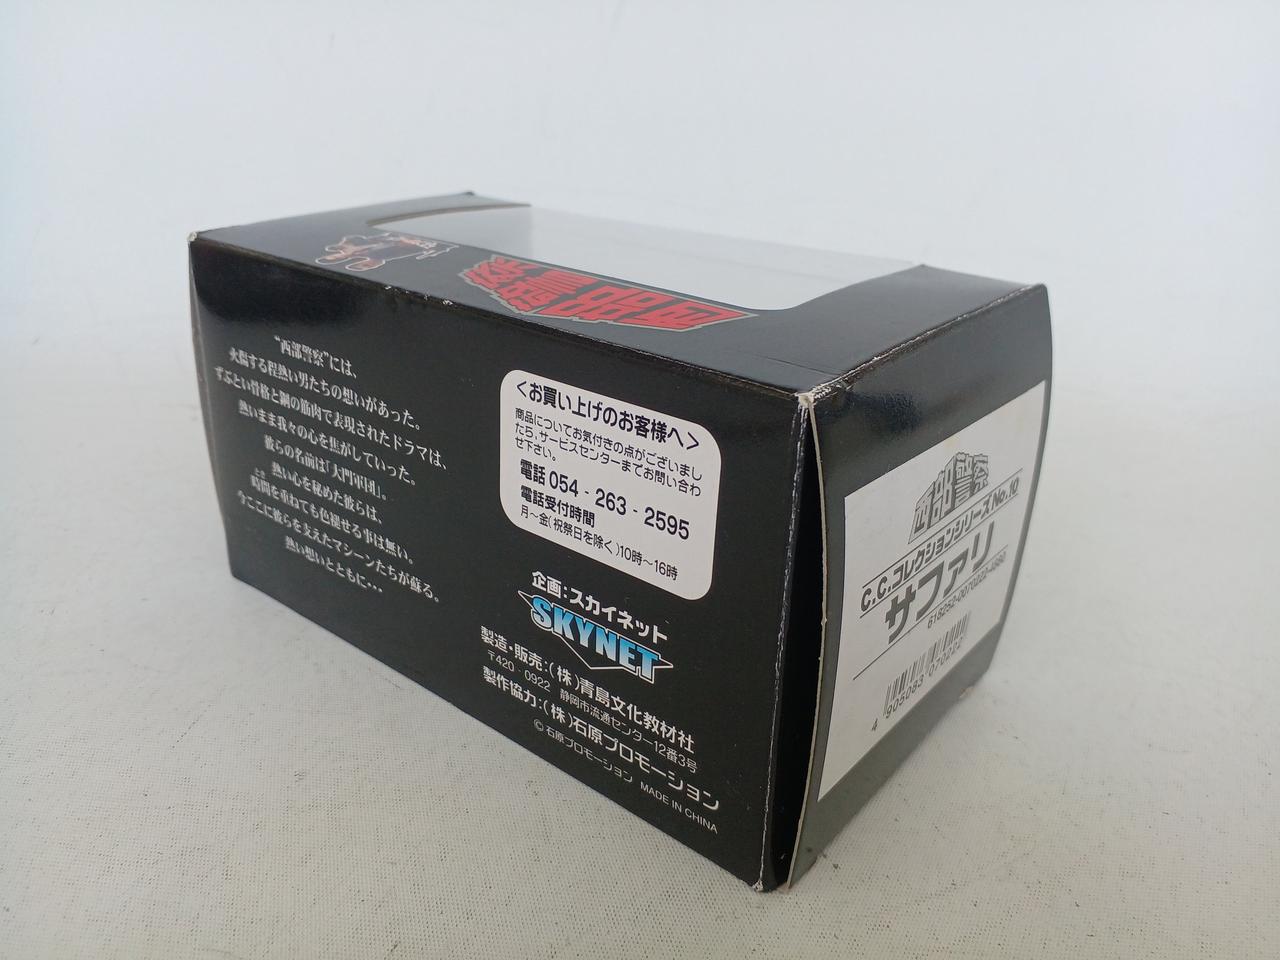 西部警察
“西部警察”には、
火傷する程熱い男たちの想いがあった。
ずぶとい骨格と鋼の筋肉で表現されたドラマは、
熱いまま我々の心を焦がしていった。
彼らの名前は「大門軍団」。
熱い心を秘めた彼らは、
時間を重ねても色褪せる事は無い。
今ここに彼らを支えたマシーンたちが蘇る。
熱い想いとともに…
＜お買い上げのお客様へ＞
商品についてお気付きの点がございまし
たら、サービスセンターまでお問い合わ
せ下さい。
電話 054 - 263 - 2595
電話受付時間
月～金(祝祭日を除く)10時～16時
企画：スカイネット
SKYNET
製造・販売：(株)青島文化教材社
〒420-0922 静岡市流通センター12番3号
製作協力：(株)石原プロモーション
©石原プロモーション MADE IN CHINA
西部警察
C.C.コレクションシリーズNo.10
サファリ
4 905083 070222